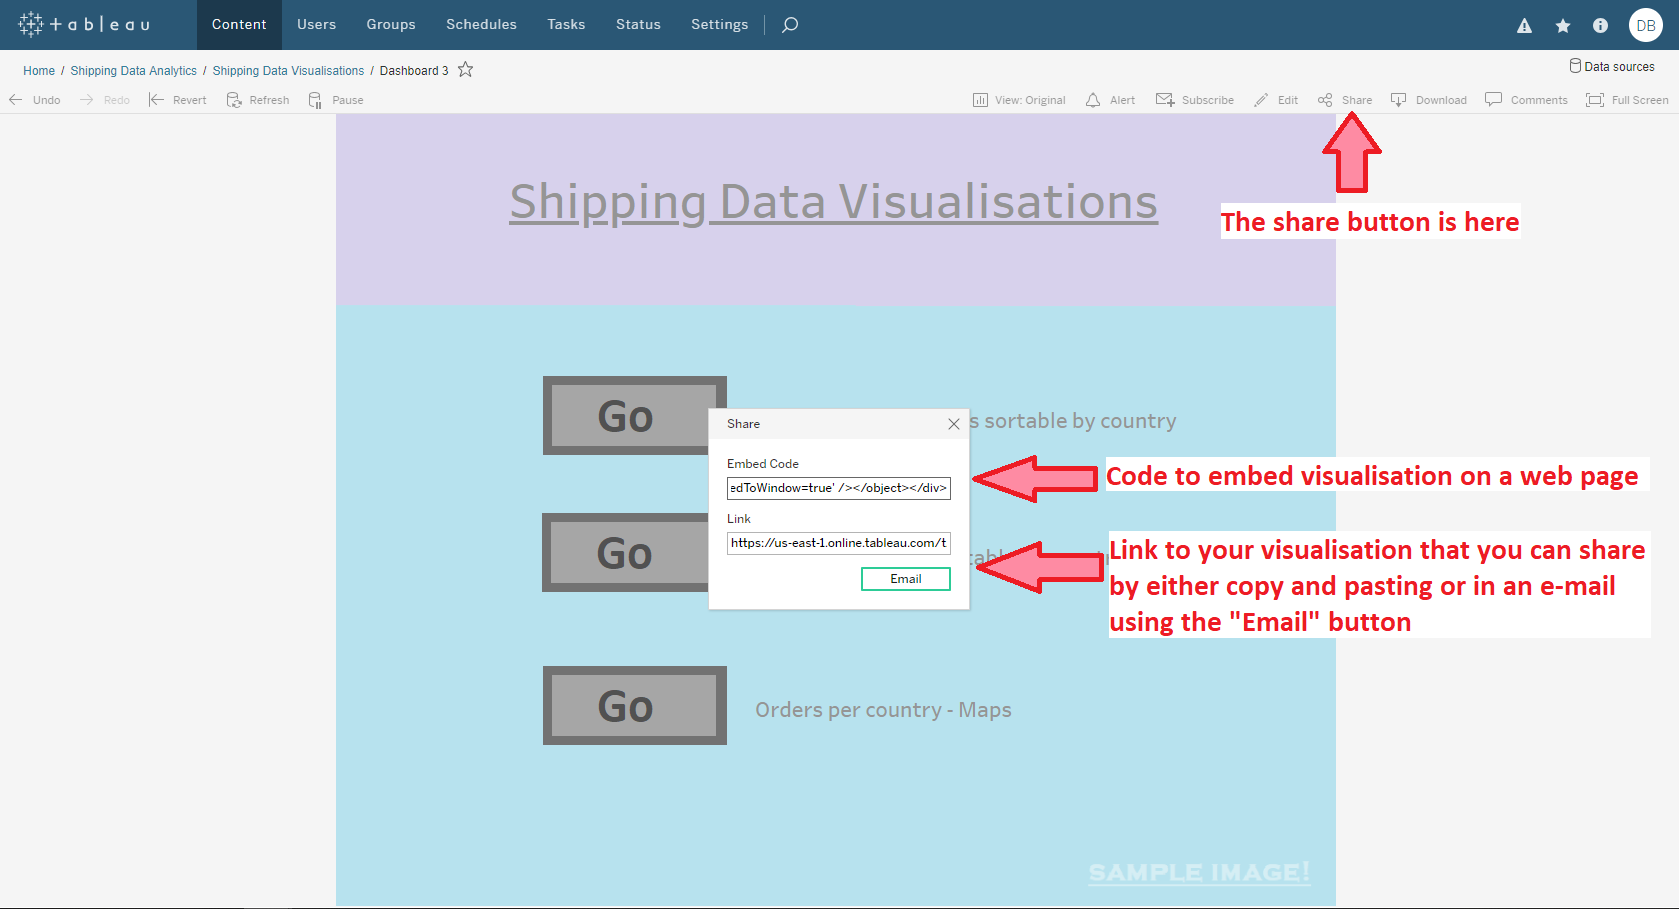 tableau Content Users Groups Schedules Tasks Status Settings DB
Home / Shipping Data Analytics / Shipping Data Visualisations / Dashboard 3 Data sources
Undo Redo Revert Refresh Pause View: Original Alert Subscribe Edit Share Download Comments Full Screen
Shipping Data Visualisations
The share button is here
Go
s sortable by country
Share
Embed Code
edToWindow=true' /></object></div>
Code to embed visualisation on a web page
Link
https://us-east-1.online.tableau.com/t
Email
Go
Link to your visualisation that you can share
by either copy and pasting or in an e-mail
using the "Email" button
Go
Orders per country - Maps
SAMPLE IMAGE!